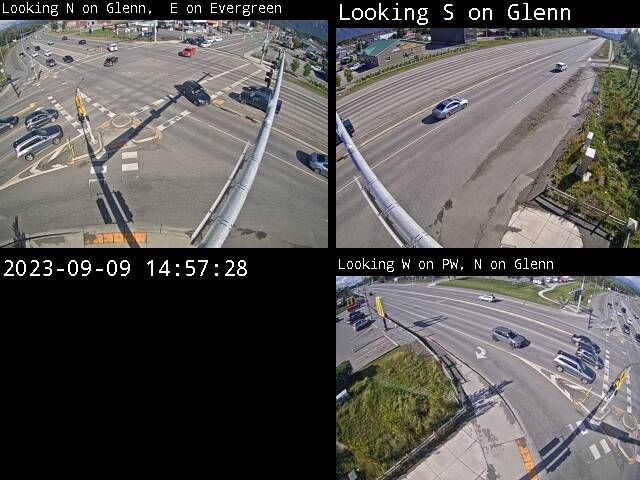 Looking N on Glenn,  E on Evergreen
Looking S on Glenn
2023-09-09 14:57:28
Looking W on PW, N on Glenn